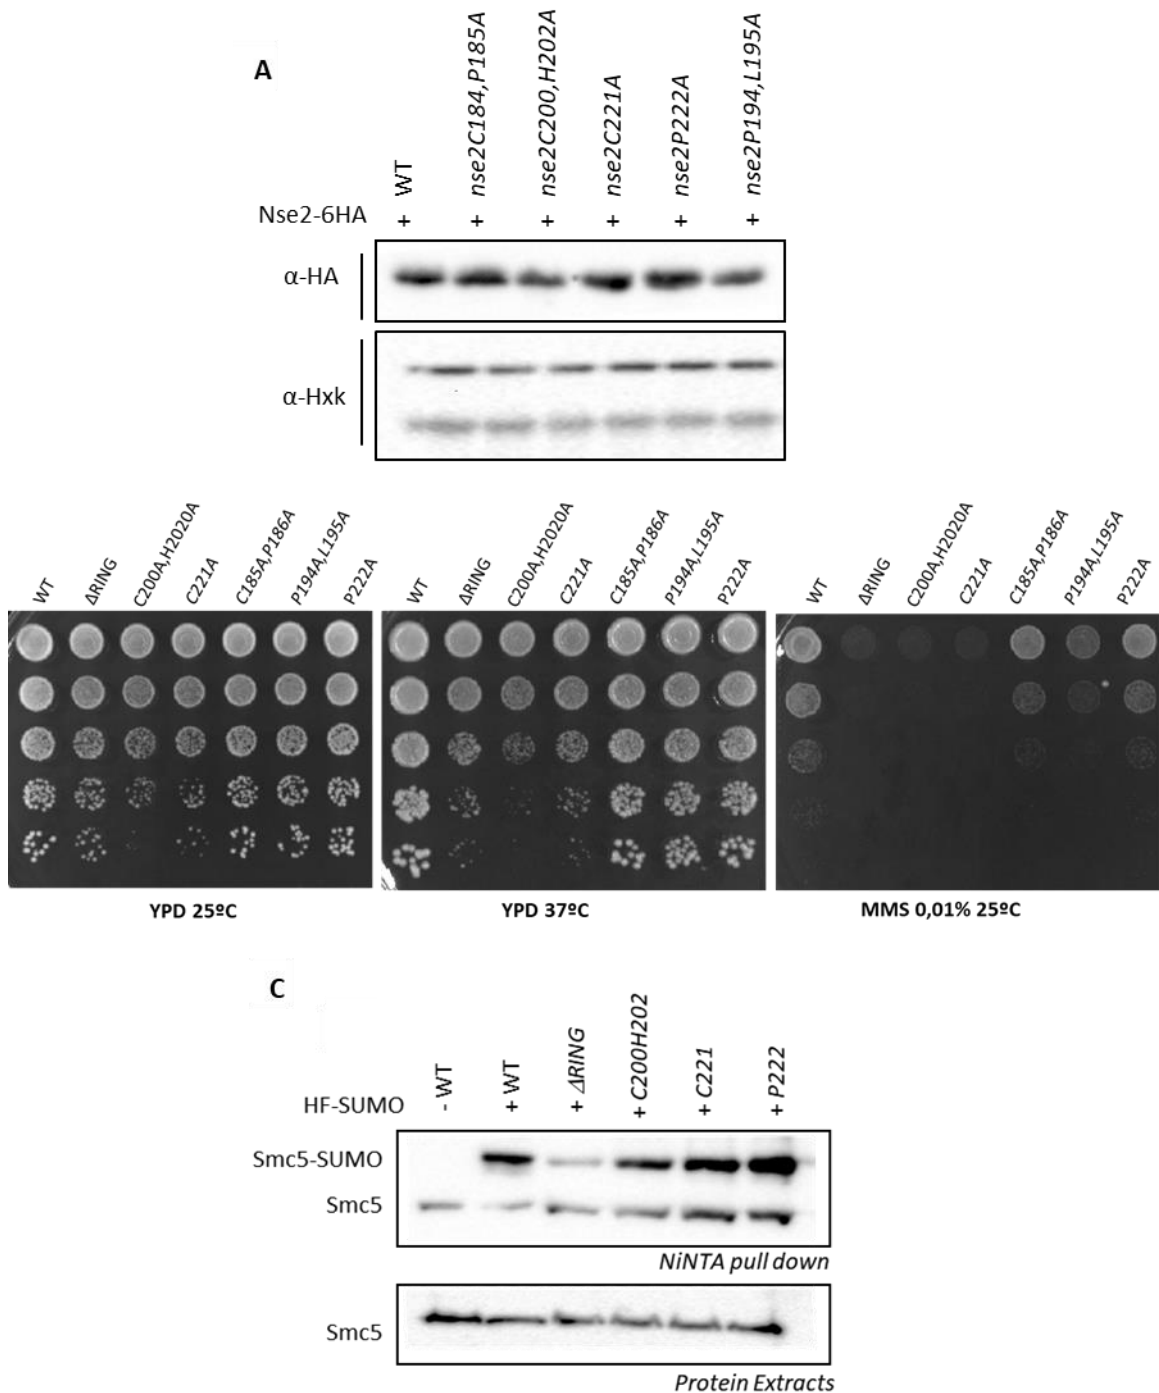 A
WT
nse2C184,P185A
nse2C200,H202A
nse2C221A
nse2P222A
nse2P194,L195A
Nse2-6HA + + + + + +
α-HA
α-Hxk
WT ΔRING C200A,H2020A C221A C185A,P186A P194A,L195A P222A
WT ΔRING C200A,H2020A C221A C185A,P186A P194A,L195A P222A
WT ΔRING C200A,H2020A C221A C185A,P186A P194A,L195A P222A
YPD 25ºC
YPD 37ºC
MMS 0,01% 25ºC
C
HF-SUMO
- WT
+ WT
+ ΔRING
+ C200H202
+ C221
+ P222
Smc5-SUMO
Smc5
NiNTA pull down
Smc5
Protein Extracts